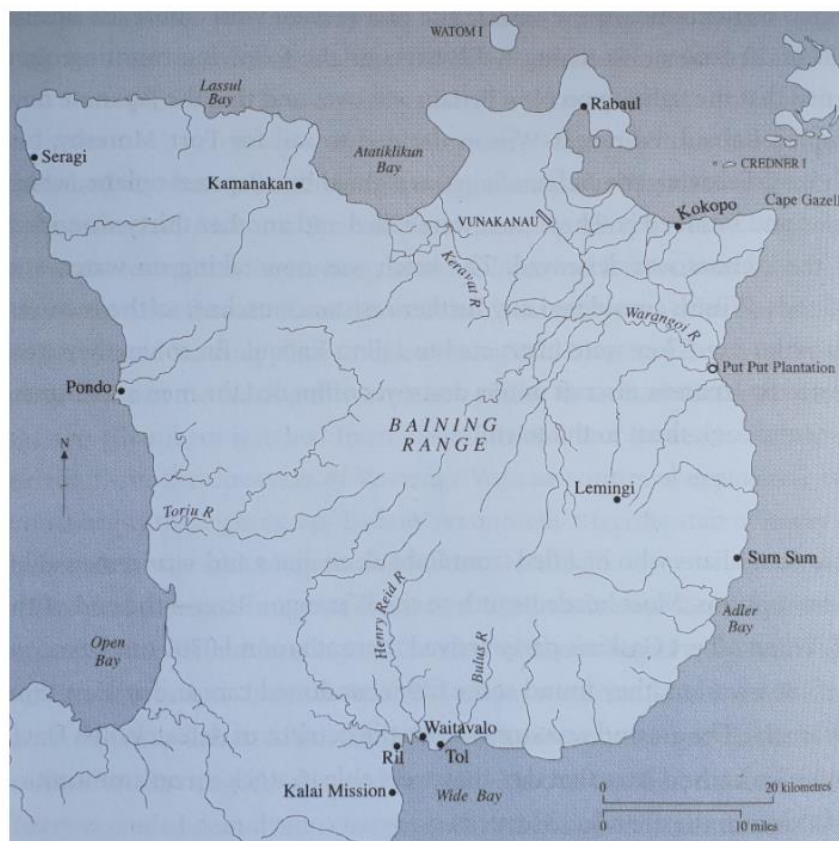 WATOM I
Lassul
Bay
Rabaul
Seragi
Atatiklikun
Bay
CREDNER I
Kamanakan
Cape Gazell
VUNAKANAU
Kokopo
Keravat R
Warangoi R
Put Put Plantation
Pondo
BAINING
RANGE
N
Lemingi
Torju R
Sum Sum
Henry Reid R
Bulus R
Adler
Bay
Open
Bay
Waitavalo
Ril
Tol
Kalai Mission
Wide Bay
0 20 kilometres
0 10 miles